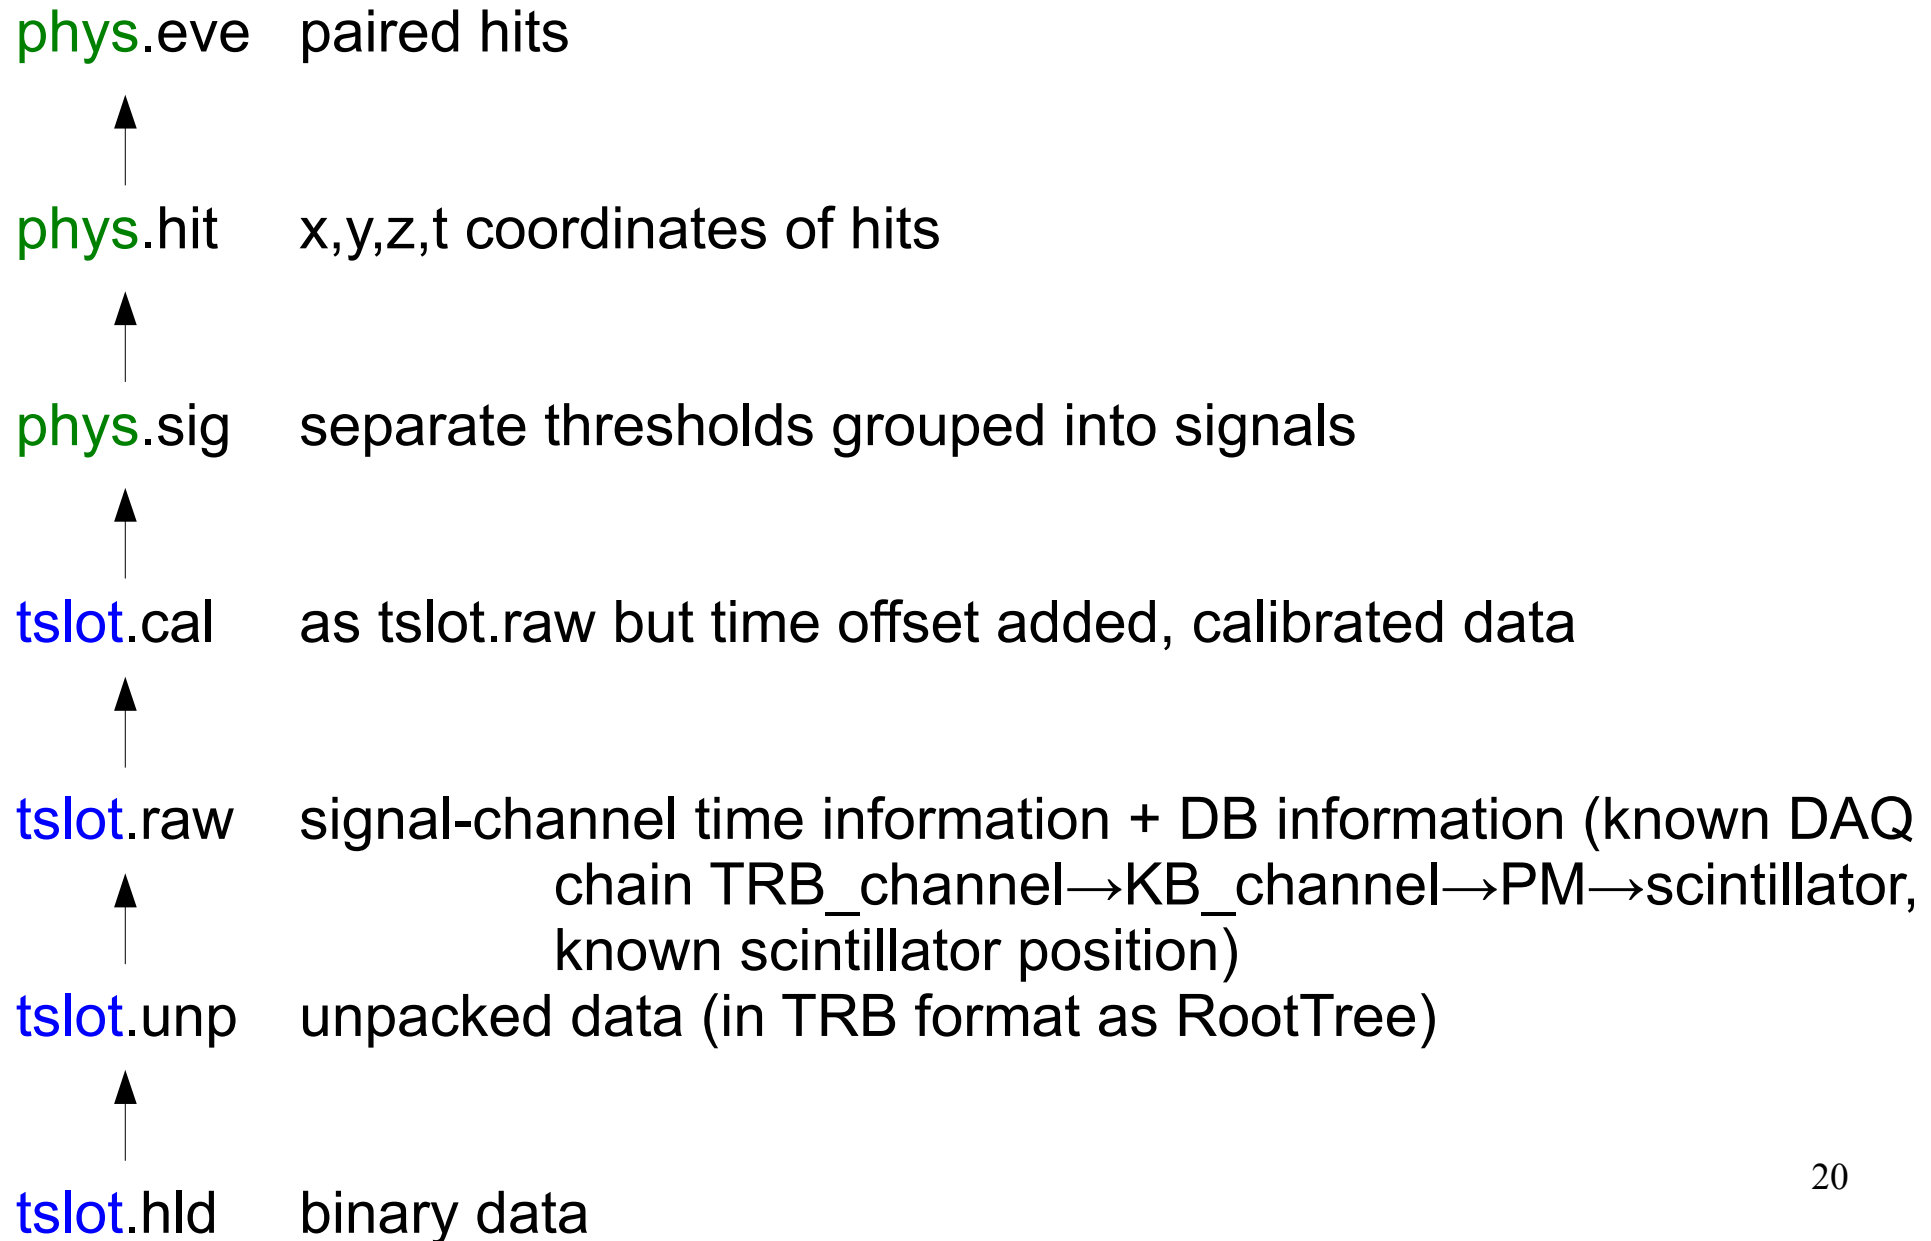 phys.eve paired hits
phys.hit x,y,z,t coordinates of hits
phys.sig separate thresholds grouped into signals
tslot.cal as tslot.raw but time offset added, calibrated data
tslot.raw signal-channel time information + DB information (known DAQ
chain TRB_channel→KB_channel→PM→scintillator,
known scintillator position)
tslot.unp unpacked data (in TRB format as RootTree)
tslot.hld binary data
20